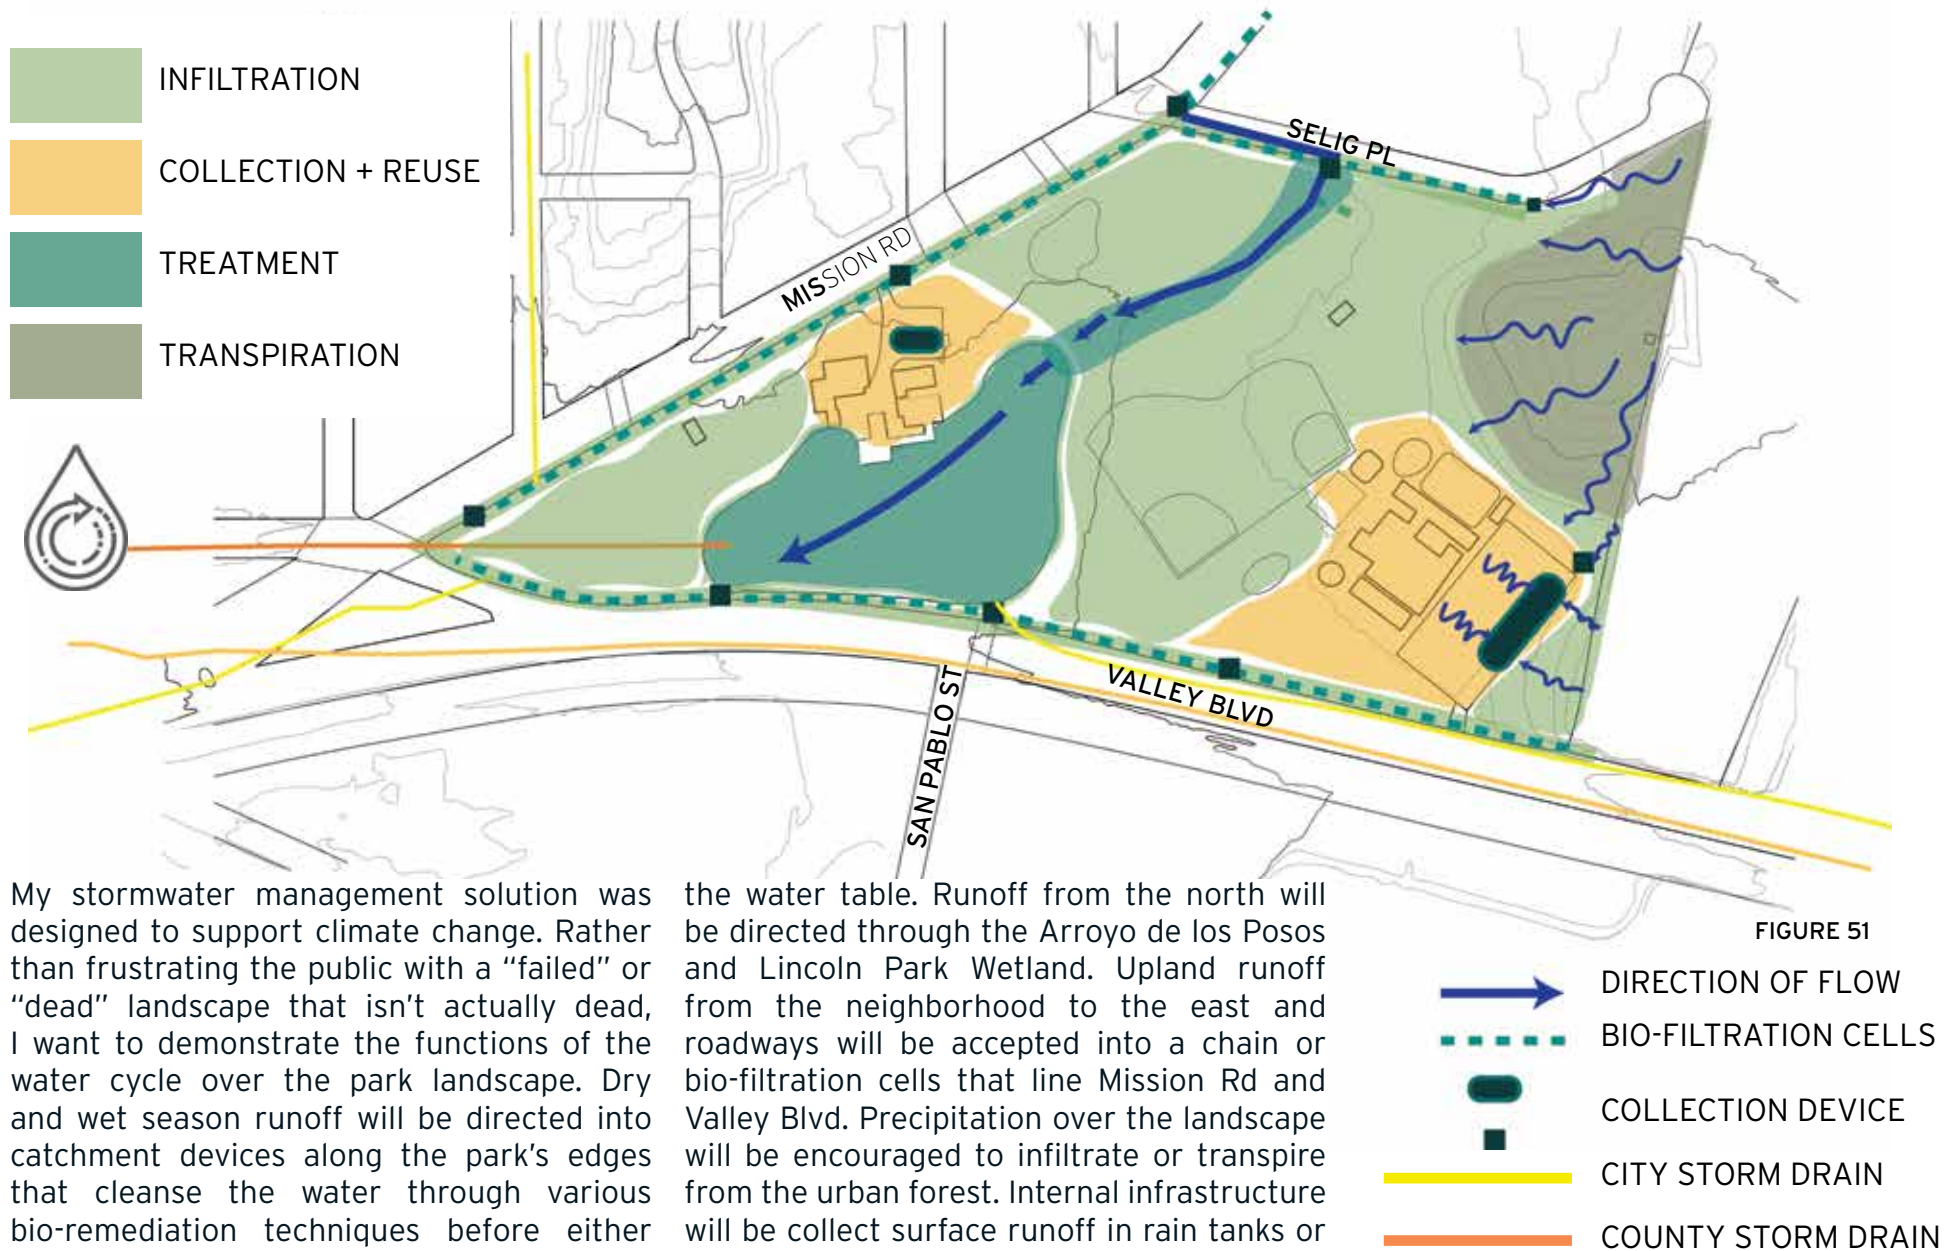 INFILTRATION
COLLECTION + REUSE
TREATMENT
TRANSPIRATION
SELIG PL
MISSION RD
VALLEY BLVD
SAN PABLO ST
My stormwater management solution was
designed to support climate change. Rather
than frustrating the public with a “failed” or
“dead” landscape that isn't actually dead,
I want to demonstrate the functions of the
water cycle over the park landscape. Dry
and wet season runoff will be directed into
catchment devices along the park's edges
that cleanse the water through various
bio-remediation techniques before either
the water table. Runoff from the north will
be directed through the Arroyo de los Posos
and Lincoln Park Wetland. Upland runoff
from the neighborhood to the east and
roadways will be accepted into a chain or
bio-filtration cells that line Mission Rd and
Valley Blvd. Precipitation over the landscape
will be encouraged to infiltrate or transpire
from the urban forest. Internal infrastructure
will be collect surface runoff in rain tanks or
FIGURE 51
DIRECTION OF FLOW
BIO-FILTRATION CELLS
COLLECTION DEVICE
CITY STORM DRAIN
COUNTY STORM DRAIN